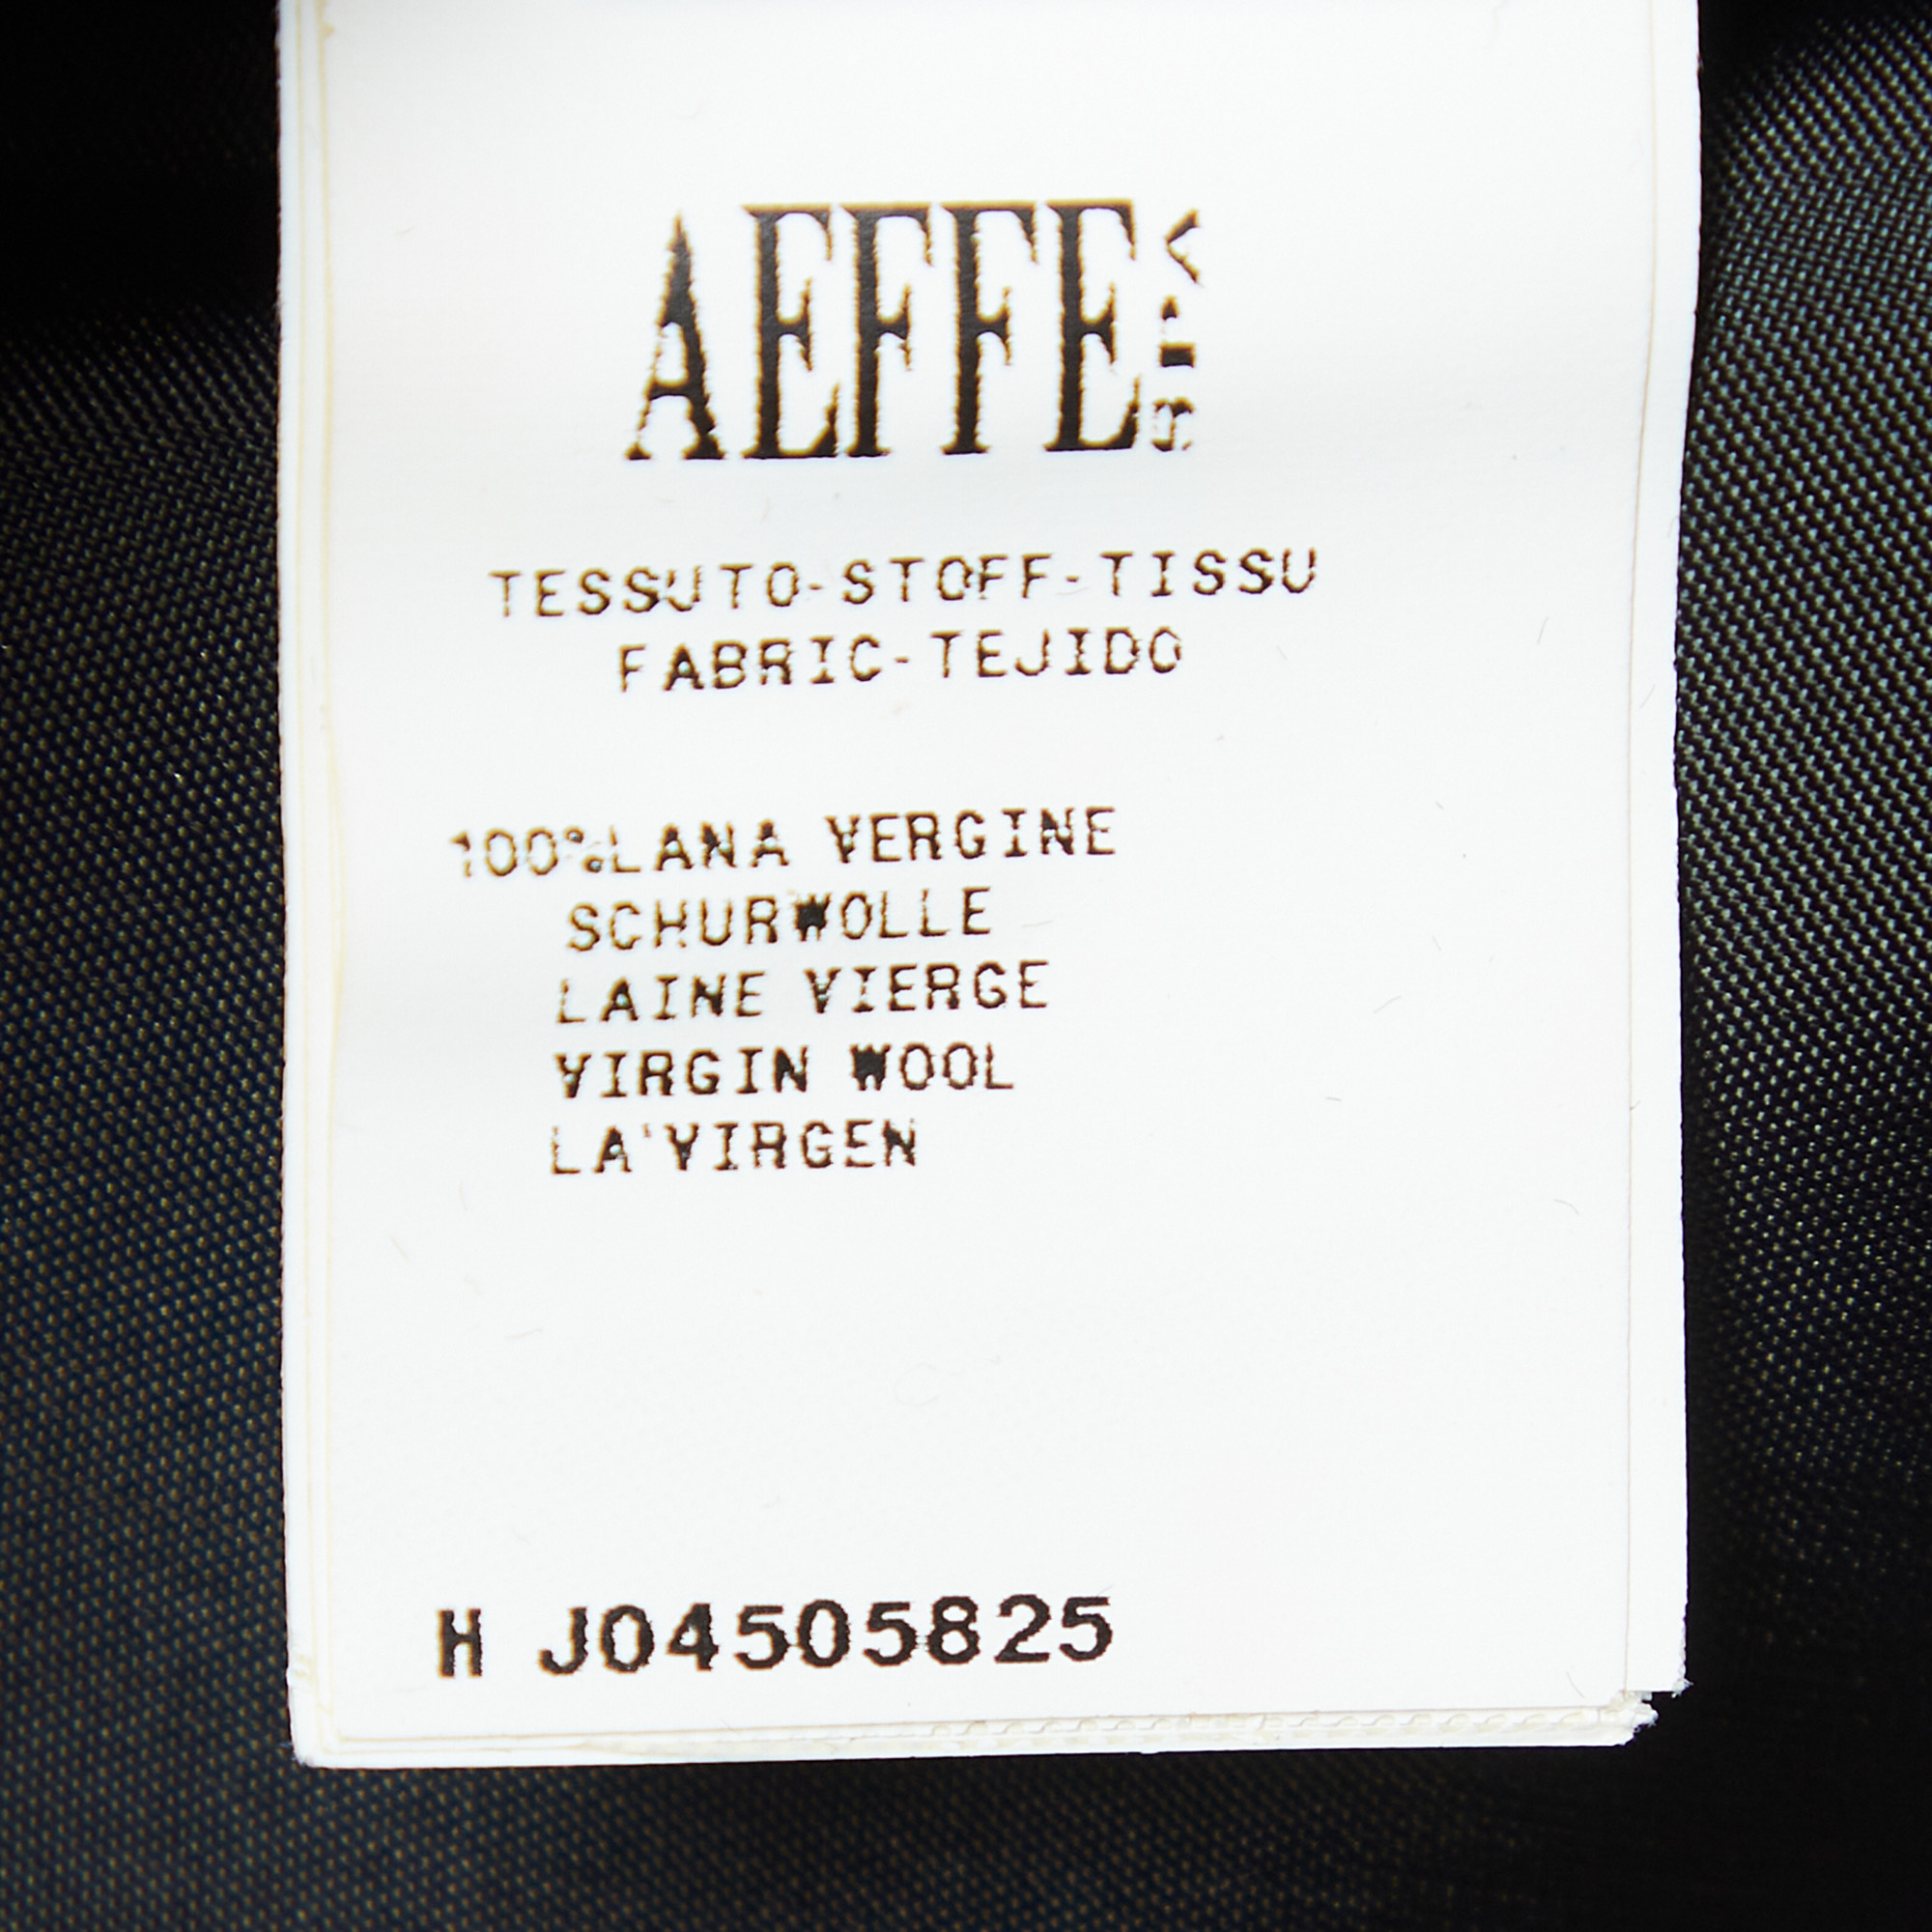 AEFFE
TESSUTO-STOFF-TISSU
FABRIC-TEJIDO
100%LANA VERGINE
SCHURWOLLE
LAINE VIERGE
VIRGIN WOOL
LA'VIRGEN
H J04505825